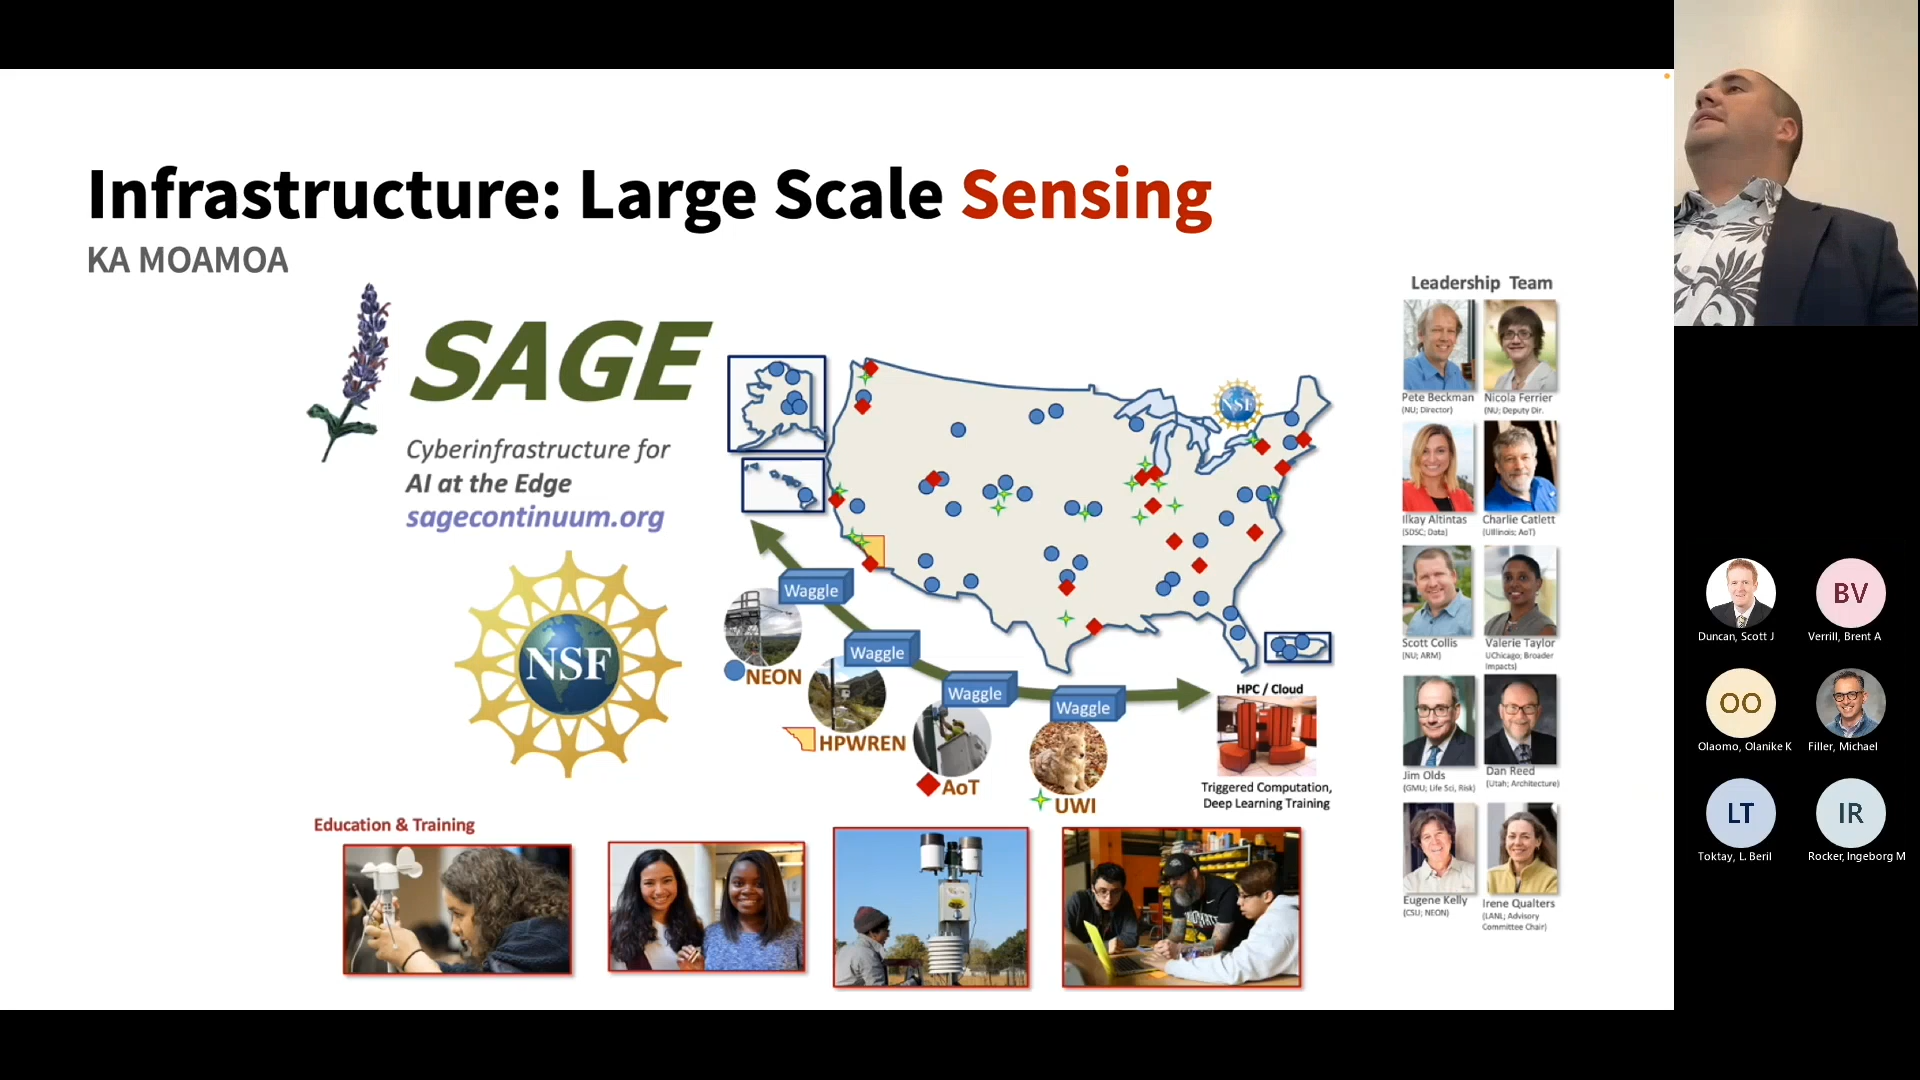 Infrastructure: Large Scale Sensing
KA MOAMOA
SAGE
Cyberinfrastructure for
AI at the Edge
sagecontinuum.org
NSF
NSF
Waggle
Waggle
Waggle
Waggle
NEON
HPWREN
AoT
UWI
HPC / Cloud
Triggered Computation,
Deep Learning Training
Education & Training
Leadership Team
Pete Beckman
(NU; Director)
Nicola Ferrier
(NU; Deputy Dir.
Ilkay Altintas
(SDSC; Data)
Charlie Catlett
(UIllinois; AoT)
Scott Collis
(NU; ARM)
Valerie Taylor
UChicago; Broader
Impacts)
Jim Olds
(GMU; Life Sci, Risk)
Dan Reed
(Utah; Architecture)
Eugene Kelly
(CSU; NEON)
Irene Qualters
(LANL; Advisory
Committee Chair)
Duncan, Scott J
BV
Verrill, Brent A
OO
Olaomo, Olanike K
Filler, Michael
LT
Toktay, L. Beril
IR
Rocker, Ingeborg M